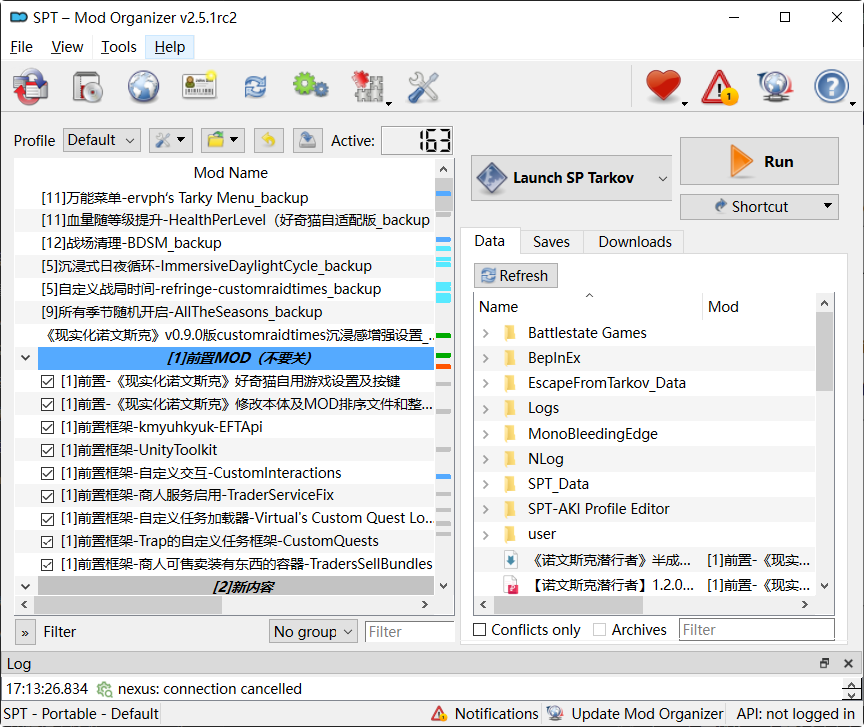 SPT – Mod Organizer v2.5.1rc2
File View Tools Help
1
Profile Default Active: 163
Mod Name
[11]万能菜单-ervph's Tarky Menu_backup
[11]血量随等级提升-HealthPerLevel（好奇猫自适配版_backup
[12]战场清理-BDSM_backup
[5]沉浸式日夜循环-ImmersiveDaylightCycle_backup
[5]自定义战局时间-refringe-customraidtimes_backup
[9]所有季节随机开启-AllTheSeasons_backup
《现实化诺文斯克》v0.9.0版customraidtimes沉浸感增强设置_...
[1]前置MOD（不要关）
[1]前置-《现实化诺文斯克》好奇猫自用游戏设置及按键
[1]前置-《现实化诺文斯克》修改本体及MOD排序文件和整...
[1]前置框架-kmyuhkyuk-EFTApi
[1]前置框架-UnityToolkit
[1]前置框架-自定义交互-CustomInteractions
[1]前置框架-商人服务启用-TraderServiceFix
[1]前置框架-自定义任务加载器-Virtual's Custom Quest Lo...
[1]前置框架-Trap的自定义任务框架-CustomQuests
[1]前置框架-商人可售卖装有东西的容器-TradersSellBundles
[2]新内容
» Filter No group Filter
Launch SP Tarkov
Run
Shortcut
Data Saves Downloads
Refresh
Name Mod
Battlestate Games
BepInEx
EscapeFromTarkov_Data
Logs
MonoBleedingEdge
NLog
SPT_Data
SPT-AKI Profile Editor
user
《诺文斯克潜行者》半成... [1]前置-《现实...
【诺文斯克潜行者】1.2.0... [1]前置-《现实...
Conflicts only Archives Filter
Log
17:13:26.834 nexus: connection cancelled
SPT - Portable - Default Notifications Update Mod Organizer API: not logged in